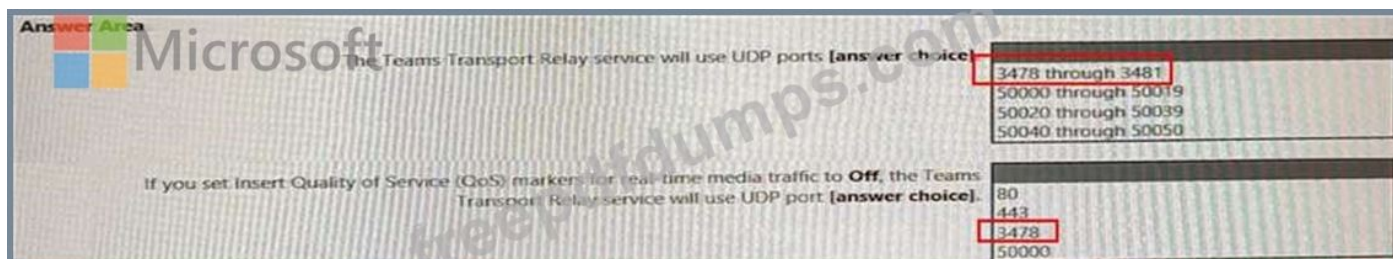 Answer Area
Microsoft
The Teams Transport Relay service will use UDP ports [answer choice].
3478 through 3481
50000 through 50019
50020 through 50039
50040 through 50050
If you set Insert Quality of Service (QoS) markers for real-time media traffic to Off, the Teams
Transport Relay service will use UDP port [answer choice].
80
443
3478
50000
freepdfdumps.com